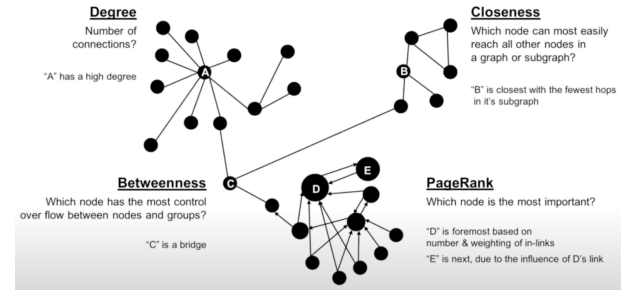 Degree
Number of
connections?
"A" has a high degree
A
Closeness
Which node can most easily
reach all other nodes in
a graph or subgraph?
"B" is closest with the fewest hops
in it's subgraph
B
Betweenness
Which node has the most control
over flow between nodes and groups?
"C" is a bridge
C
D
E
PageRank
Which node is the most important?
"D" is foremost based on
number & weighting of in-links
"E" is next, due to the influence of D's link